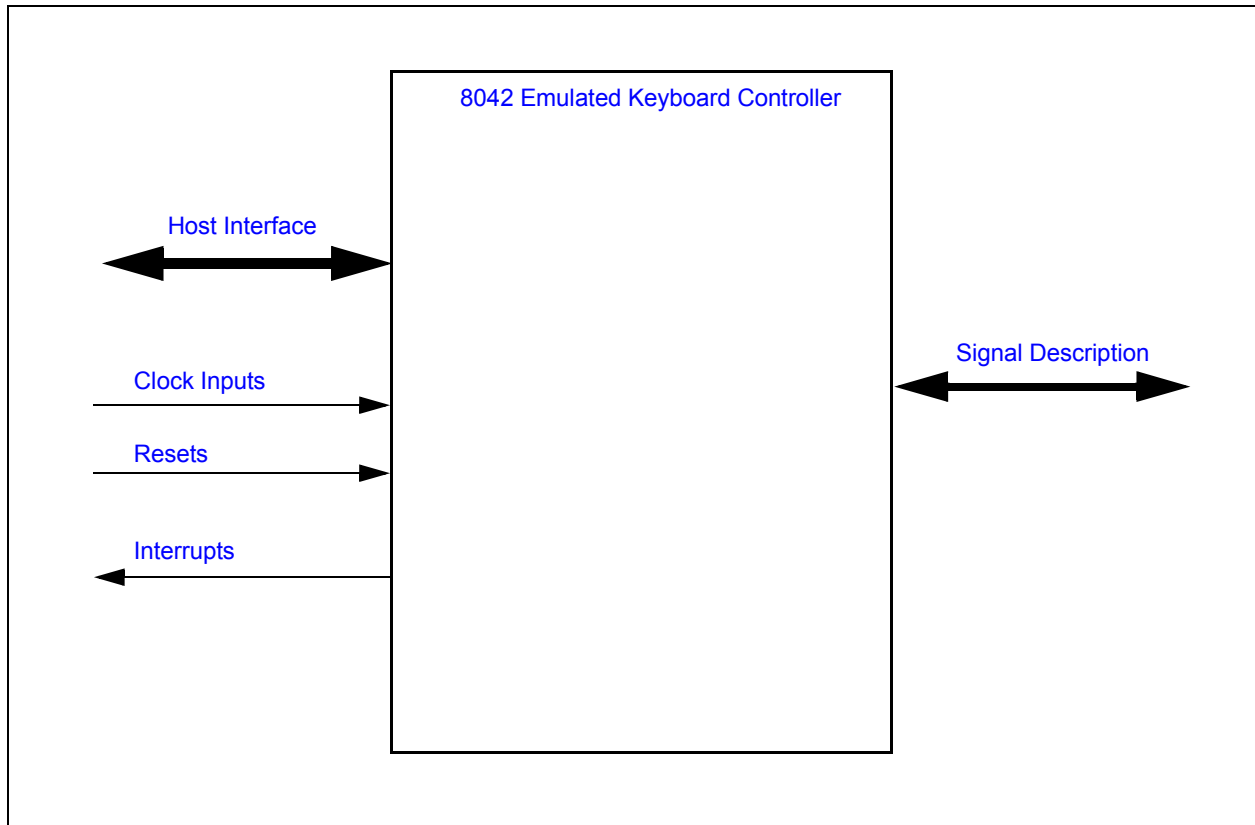 8042 Emulated Keyboard Controller
Host Interface
Signal Description
Clock Inputs
Resets
Interrupts